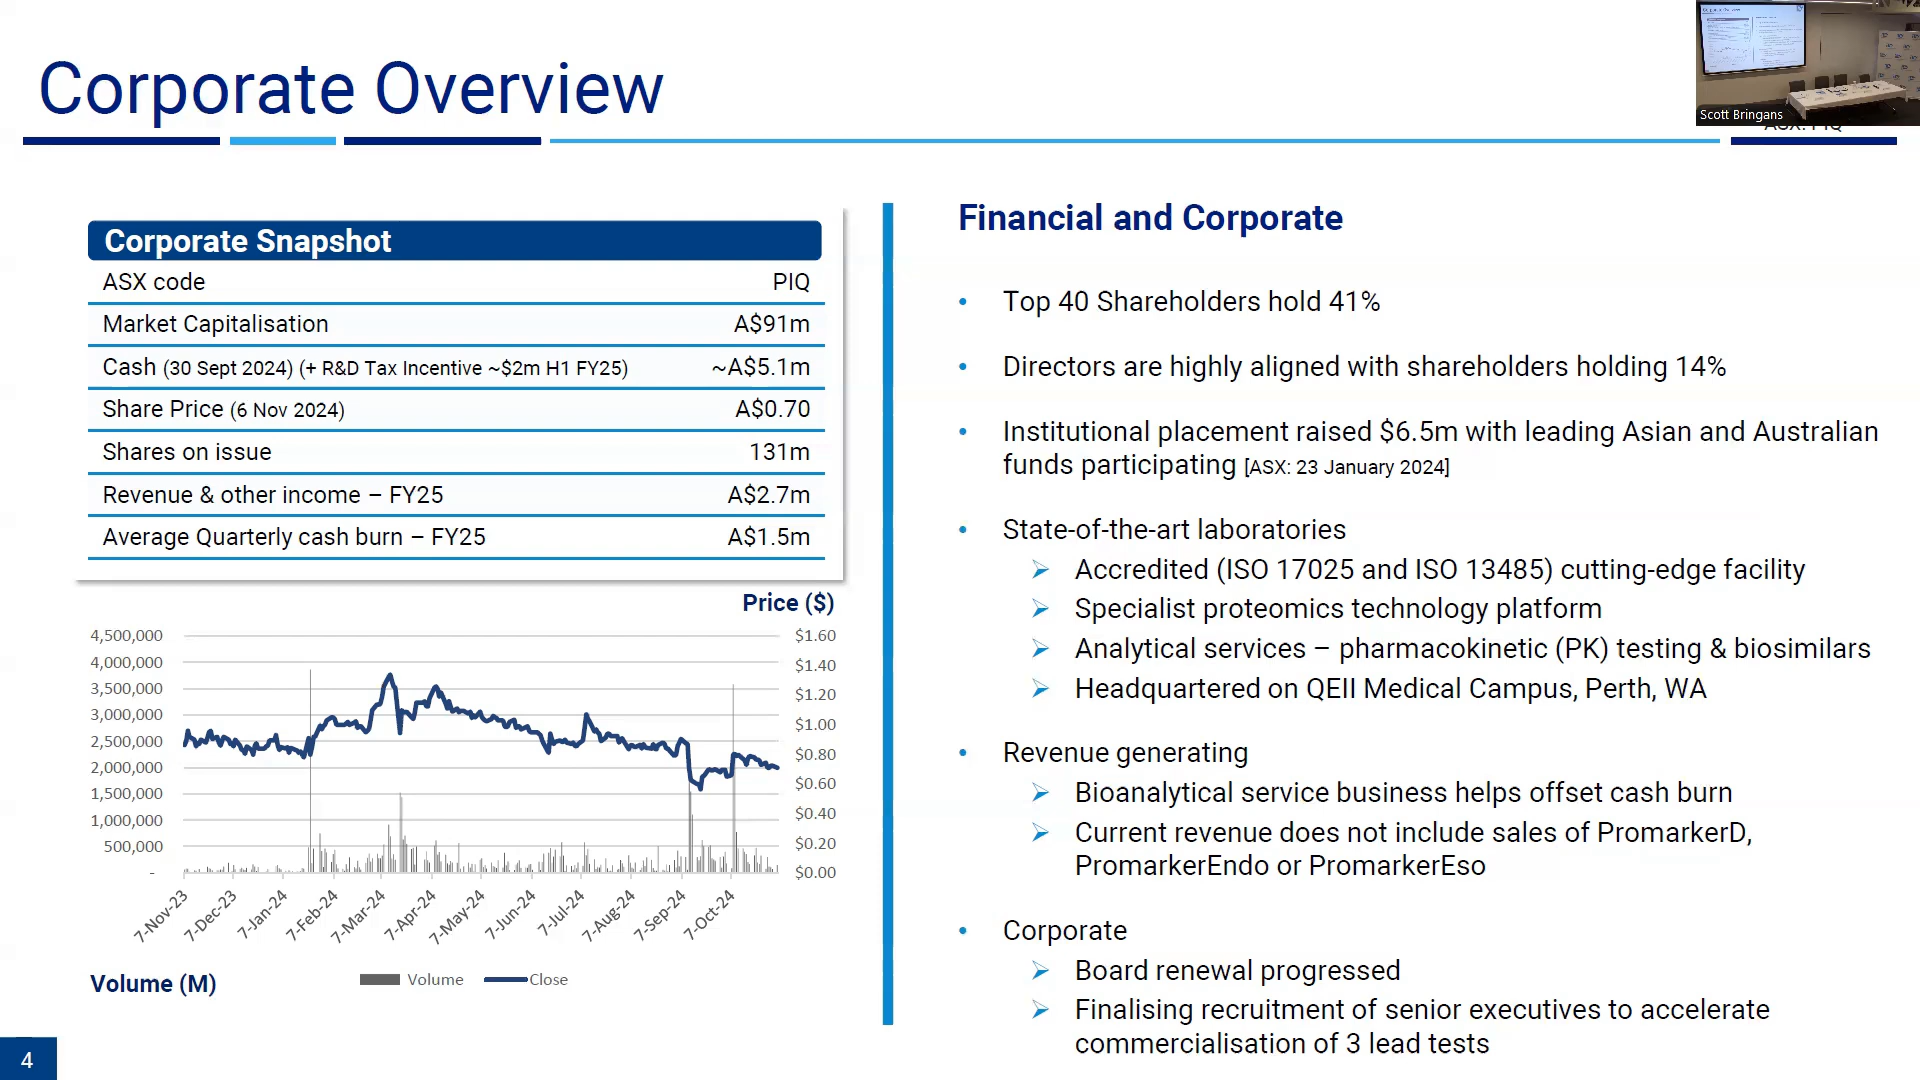 Corporate Overview
Scott Bringans
ASX: PIQ
Corporate Snapshot
ASX code PIQ
Market Capitalisation A$91m
Cash (30 Sept 2024) (+ R&D Tax Incentive ~$2m H1 FY25) ~A$5.1m
Share Price (6 Nov 2024) A$0.70
Shares on issue 131m
Revenue & other income – FY25 A$2.7m
Average Quarterly cash burn – FY25 A$1.5m
Price ($)
4,500,000
4,000,000
3,500,000
3,000,000
2,500,000
2,000,000
1,500,000
1,000,000
500,000
-
$1.60
$1.40
$1.20
$1.00
$0.80
$0.60
$0.40
$0.20
$0.00
7-Nov-23
7-Dec-23
7-Jan-24
7-Feb-24
7-Mar-24
7-Apr-24
7-May-24
7-Jun-24
7-Jul-24
7-Aug-24
7-Sep-24
7-Oct-24
Volume (M)
Volume
Close
Financial and Corporate
• Top 40 Shareholders hold 41%
• Directors are highly aligned with shareholders holding 14%
• Institutional placement raised $6.5m with leading Asian and Australian
funds participating [ASX: 23 January 2024]
• State-of-the-art laboratories
➢ Accredited (ISO 17025 and ISO 13485) cutting-edge facility
➢ Specialist proteomics technology platform
➢ Analytical services – pharmacokinetic (PK) testing & biosimilars
➢ Headquartered on QEII Medical Campus, Perth, WA
• Revenue generating
➢ Bioanalytical service business helps offset cash burn
➢ Current revenue does not include sales of PromarkerD,
PromarkerEndo or PromarkerEso
• Corporate
➢ Board renewal progressed
➢ Finalising recruitment of senior executives to accelerate
commercialisation of 3 lead tests
4